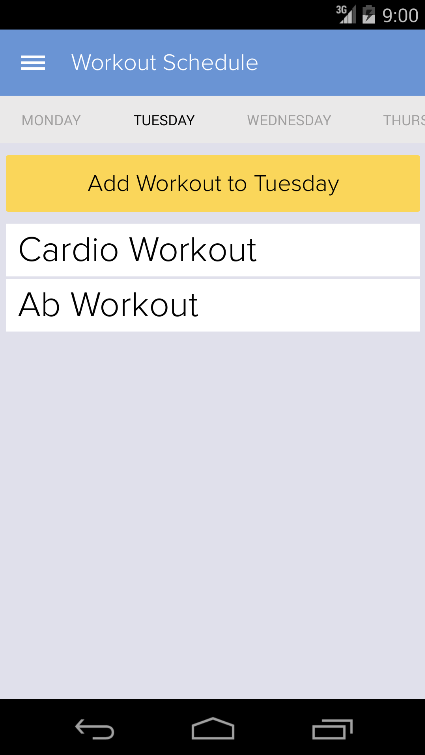 3G 9:00
Workout Schedule
MONDAY TUESDAY WEDNESDAY THURS
Add Workout to Tuesday
Cardio Workout
Ab Workout